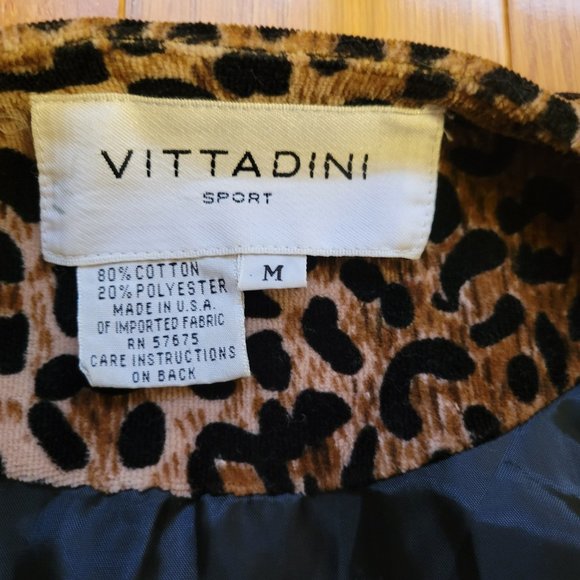 VITTADINI
SPORT
80% COTTON
20% POLYESTER
MADE IN U.S.A.
OF IMPORTED FABRIC
RN 57675
CARE INSTRUCTIONS
ON BACK
M